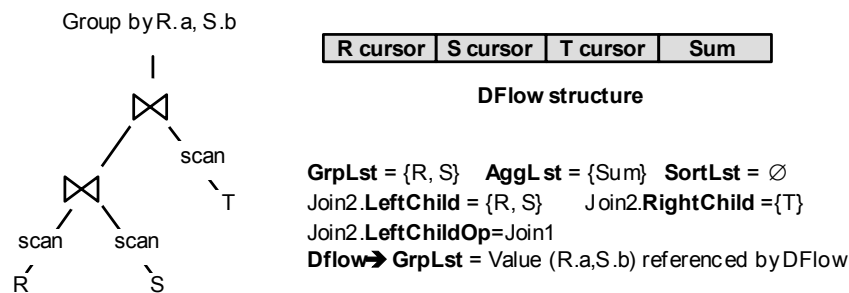 Group by R.a, S.b
R cursor S cursor T cursor Sum
DFlow structure
scan
T
scan scan
R S
GrpLst = {R, S} AggLst = {Sum} SortLst = ∅
Join2.LeftChild = {R, S} Join2.RightChild ={T}
Join2.LeftChildOp=Join1
Dflow➔ GrpLst = Value (R.a,S.b) referenced by DFlow